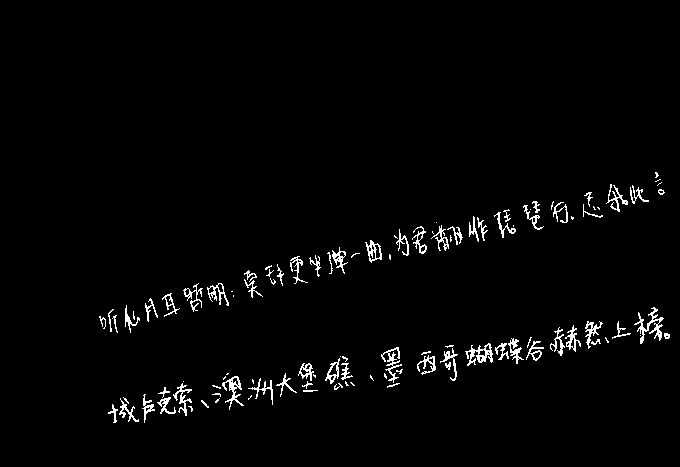 听私月耳暂明:莫辞更坐弹一曲,为君翻作琵琶行.感我此言
城卢克索、澳洲大堡礁、墨西哥蝴蝶谷赫然上榜。